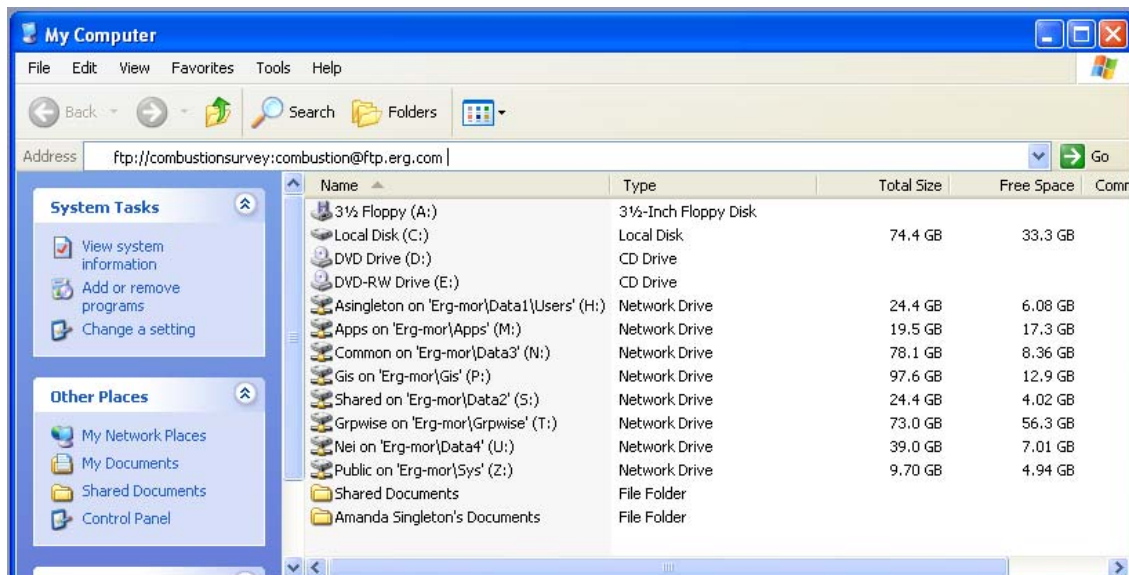 My Computer
File Edit View Favorites Tools Help
Back Search Folders
Address ftp://combustionsurvey:combustion@ftp.erg.com Go
System Tasks
View system
information
Add or remove
programs
Change a setting
Other Places
My Network Places
My Documents
Shared Documents
Control Panel
Name Type Total Size Free Space Comr
3½ Floppy (A:) 3½-Inch Floppy Disk
Local Disk (C:) Local Disk 74.4 GB 33.3 GB
DVD Drive (D:) CD Drive
DVD-RW Drive (E:) CD Drive
Asingleton on 'Erg-mor\Data1\Users' (H:) Network Drive 24.4 GB 6.08 GB
Apps on 'Erg-mor\Apps' (M:) Network Drive 19.5 GB 17.3 GB
Common on 'Erg-mor\Data3' (N:) Network Drive 78.1 GB 8.36 GB
Gis on 'Erg-mor\Gis' (P:) Network Drive 97.6 GB 12.9 GB
Shared on 'Erg-mor\Data2' (S:) Network Drive 24.4 GB 4.02 GB
Grpwise on 'Erg-mor\Grpwise' (T:) Network Drive 73.0 GB 56.3 GB
Nei on 'Erg-mor\Data4' (U:) Network Drive 39.0 GB 7.01 GB
Public on 'Erg-mor\Sys' (Z:) Network Drive 9.70 GB 4.94 GB
Shared Documents File Folder
Amanda Singleton's Documents File Folder